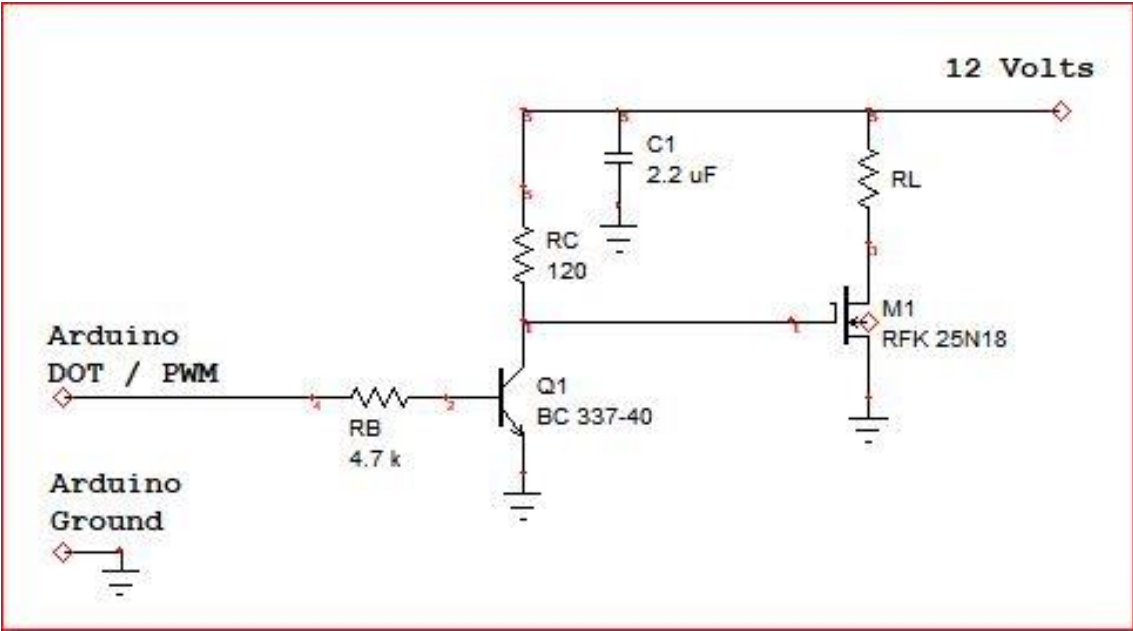 12 Volts
C1
2.2 uF
RL
RC
120
M1
RFK 25N18
Arduino
DOT / PWM
Q1
BC 337-40
RB
4.7 k
Arduino
Ground